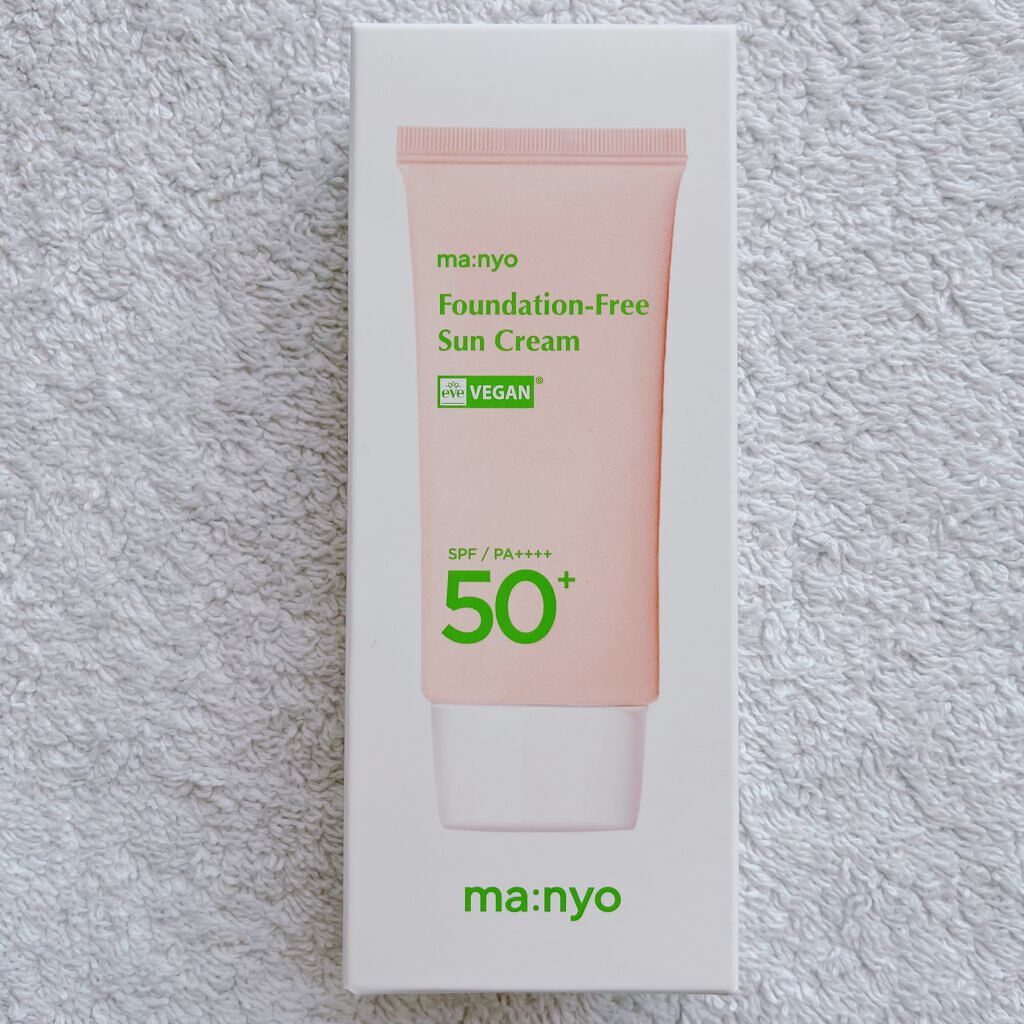 ma:nyo
Foundation-Free
Sun Cream
eve VEGAN®
SPF / PA++++
50+
ma:nyo